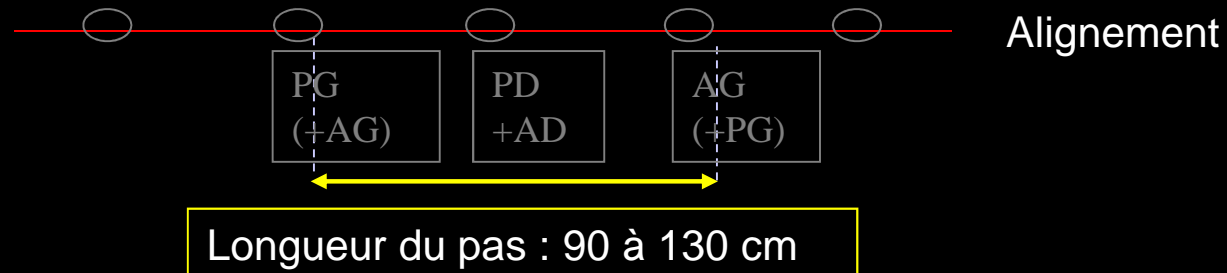 Alignement
PG
(+AG)
PD
+AD
AG
(+PG)
Longueur du pas : 90 à 130 cm